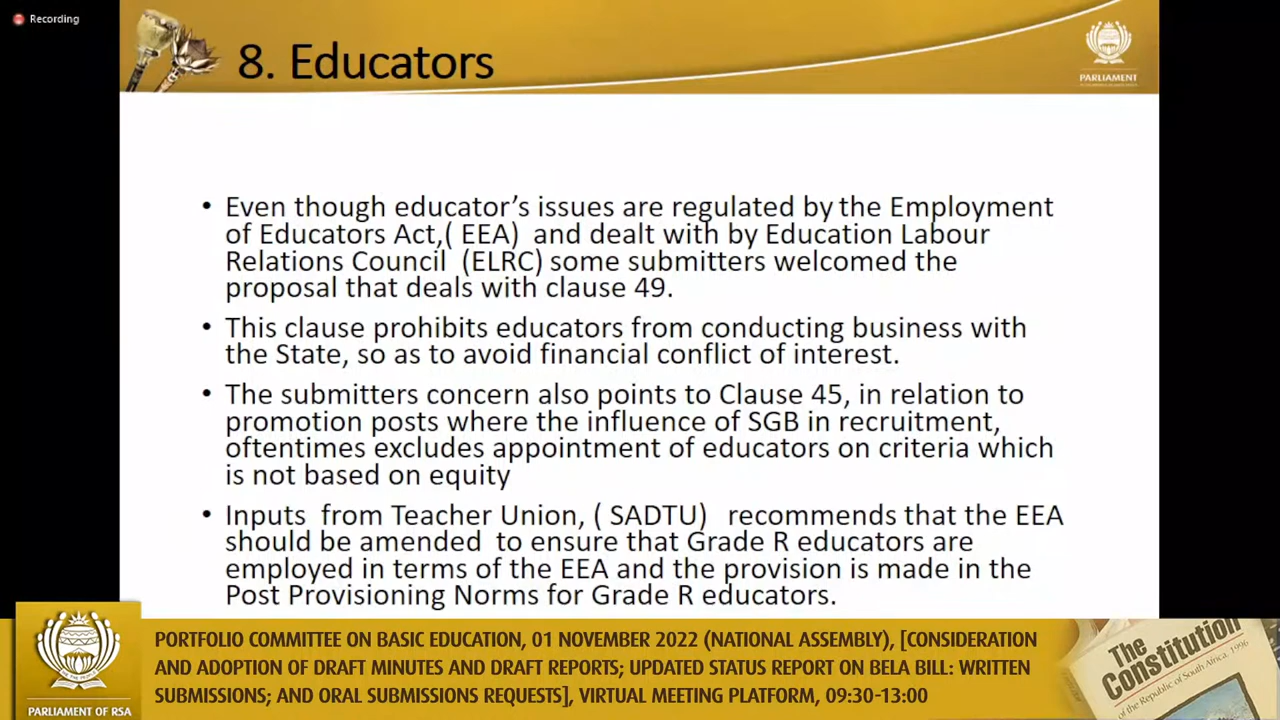 Recording
8. Educators
PARLIAMENT
• Even though educator’s issues are regulated by the Employment
of Educators Act,( EEA) and dealt with by Education Labour
Relations Council (ELRC) some submitters welcomed the
proposal that deals with clause 49.
• This clause prohibits educators from conducting business with
the State, so as to avoid financial conflict of interest.
• The submitters concern also points to Clause 45, in relation to
promotion posts where the influence of SGB in recruitment,
oftentimes excludes appointment of educators on criteria which
is not based on equity
• Inputs from Teacher Union, ( SADTU) recommends that the EEA
should be amended to ensure that Grade R educators are
employed in terms of the EEA and the provision is made in the
Post Provisioning Norms for Grade R educators.
PARLIAMENT OF RSA
PORTFOLIO COMMITTEE ON BASIC EDUCATION, 01 NOVEMBER 2022 (NATIONAL ASSEMBLY), [CONSIDERATION
AND ADOPTION OF DRAFT MINUTES AND DRAFT REPORTS; UPDATED STATUS REPORT ON BELA BILL: WRITTEN
SUBMISSIONS; AND ORAL SUBMISSIONS REQUESTS], VIRTUAL MEETING PLATFORM, 09:30-13:00
The
Constitution
of the Republic of South Africa, 1996